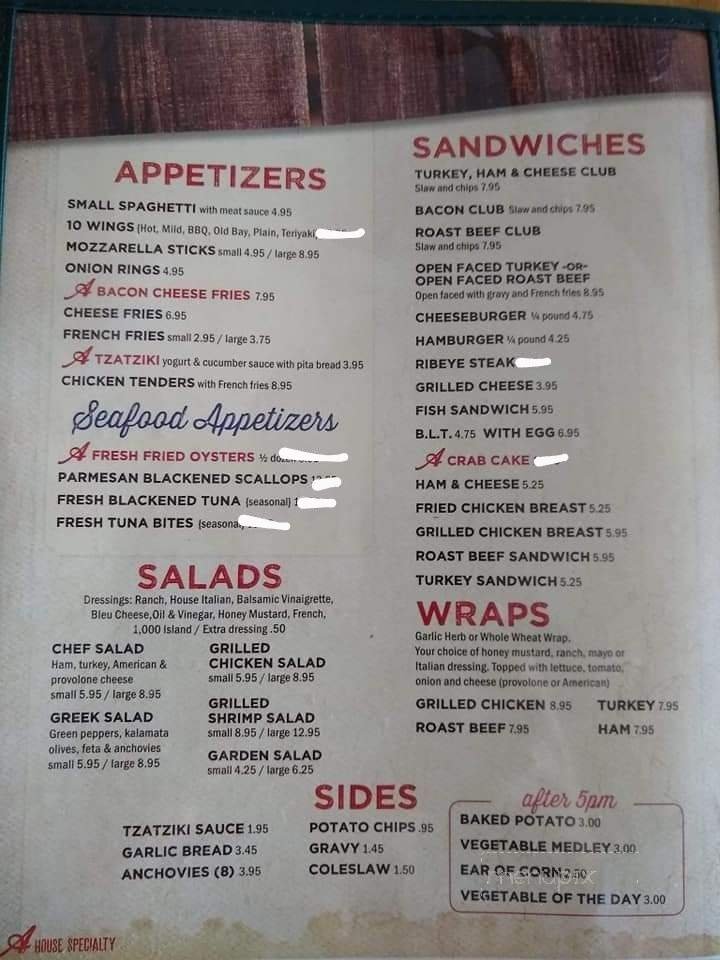 APPETIZERS
SMALL SPAGHETTI with meat sauce 4.95
10 WINGS (Hot, Mild, BBQ, Old Bay, Plain, Teriyaki,
MOZZARELLA STICKS small 4.95 / large 8.95
ONION RINGS 4.95
A BACON CHEESE FRIES 7.95
CHEESE FRIES 6.95
FRENCH FRIES small 2.95 / large 3.75
A TZATZIKI yogurt & cucumber sauce with pita bread 3.95
CHICKEN TENDERS with French fries 8.95
Seafood Appetizers
A FRESH FRIED OYSTERS ½
PARMESAN BLACKENED SCALLOPS
FRESH BLACKENED TUNA (seasonal)
FRESH TUNA BITES (seasonal)
SALADS
Dressings: Ranch, House Italian, Balsamic Vinaigrette,
Bleu Cheese,Oil & Vinegar, Honey Mustard, French,
1,000 Island / Extra dressing .50
CHEF SALAD
Ham, turkey, American &
provolone cheese
small 5.95 / large 8.95
GREEK SALAD
Green peppers, kalamata
olives, feta & anchovies
small 5.95 / large 8.95
GRILLED
CHICKEN SALAD
small 5.95 / large 8.95
GRILLED
SHRIMP SALAD
small 8.95 / large 12.95
GARDEN SALAD
small 4.25 / large 6.25
SANDWICHES
TURKEY, HAM & CHEESE CLUB
Slaw and chips 7.95
BACON CLUB Slaw and chips 7.95
ROAST BEEF CLUB
Slaw and chips 7.95
OPEN FACED TURKEY -OR-
OPEN FACED ROAST BEEF
Open faced with gravy and French fries 8.95
CHEESEBURGER ¼ pound 4.75
HAMBURGER ¼ pound 4.25
RIBEYE STEAK
GRILLED CHEESE 3.95
FISH SANDWICH 5.95
B.L.T. 4.75 WITH EGG 6.95
A CRAB CAKE
HAM & CHEESE 5.25
FRIED CHICKEN BREAST 5.25
GRILLED CHICKEN BREAST 5.95
ROAST BEEF SANDWICH 5.95
TURKEY SANDWICH 5.25
WRAPS
Garlic Herb or Whole Wheat Wrap.
Your choice of honey mustard, ranch, mayo or
Italian dressing. Topped with lettuce, tomato,
onion and cheese (provolone or American)
GRILLED CHICKEN 8.95 TURKEY 7.95
ROAST BEEF 7.95 HAM 7.95
SIDES
TZATZIKI SAUCE 1.95
GARLIC BREAD 3.45
ANCHOVIES (8) 3.95
POTATO CHIPS .95
GRAVY 1.45
COLESLAW 1.50
after 5pm
BAKED POTATO 3.00
VEGETABLE MEDLEY 3.00
EAR OF CORN 2.50
VEGETABLE OF THE DAY 3.00
menupix
A HOUSE SPECIALTY